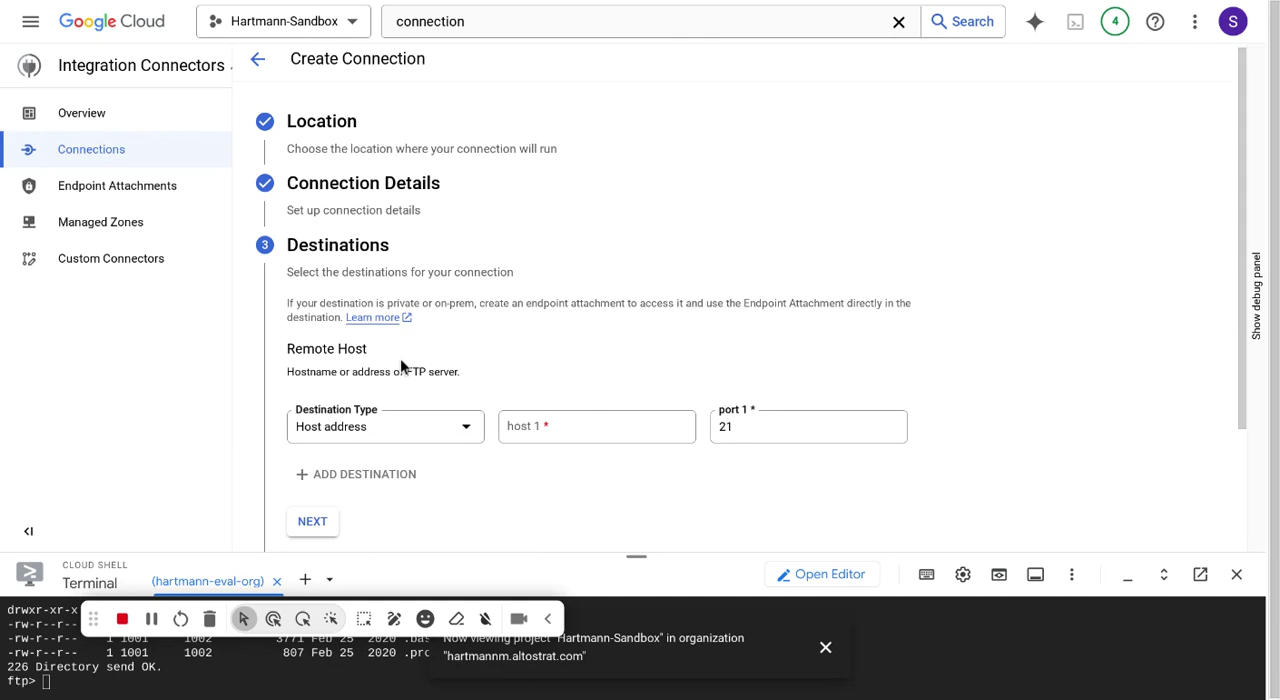 Google Cloud
Hartmann-Sandbox
connection
Search
4
S
Integration Connectors
Create Connection
Overview
Connections
Endpoint Attachments
Managed Zones
Custom Connectors
Location
Choose the location where your connection will run
Connection Details
Set up connection details
3
Destinations
Select the destinations for your connection
If your destination is private or on-prem, create an endpoint attachment to access it and use the Endpoint Attachment directly in the
destination. Learn more
Remote Host
Hostname or address of FTP server.
Destination Type
Host address
host 1 *
port 1 *
21
+ ADD DESTINATION
NEXT
Show debug panel
CLOUD SHELL
Terminal
(hartmann-eval-org)
Open Editor
drwxr-xr-x
-rw-r--r--
-rw-r--r-- 1 1001 1002 3771 Feb 25 2020 .bas
-rw-r--r-- 1 1001 1002 807 Feb 25 2020 .pro
226 Directory send OK.
ftp>
Now viewing project "Hartmann-Sandbox" in organization
"hartmannm.altostrat.com"